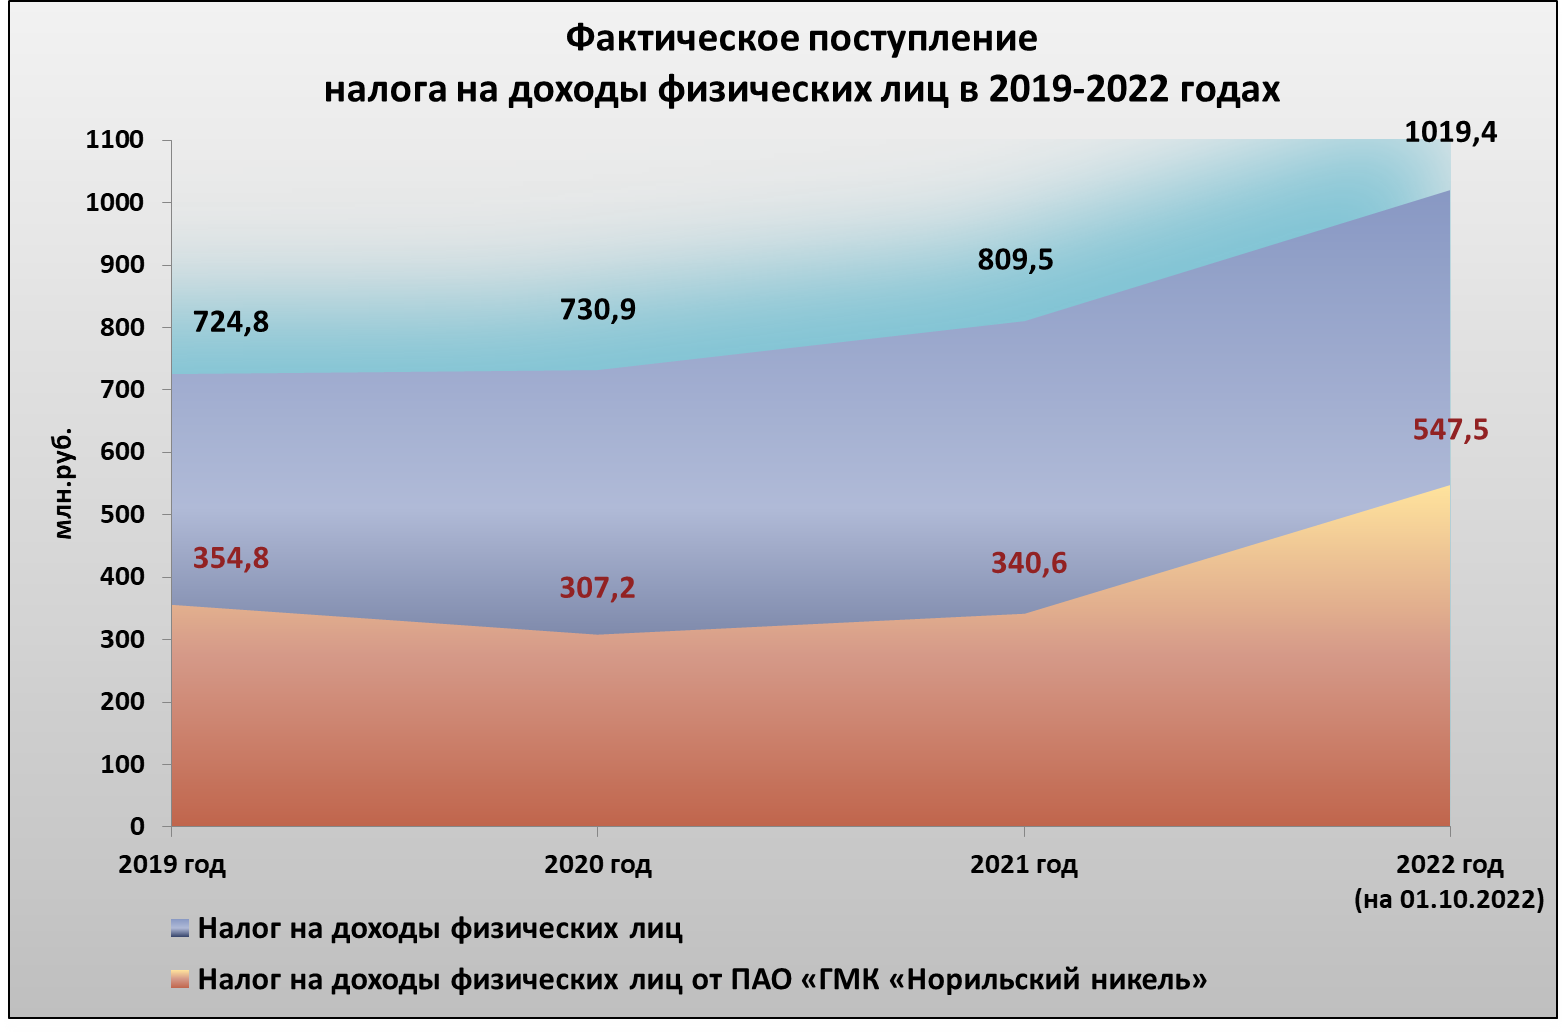 Фактическое поступление
налога на доходы физических лиц в 2019-2022 годах
млн.руб.
1100
1000
900
800
700
600
500
400
300
200
100
0
724,8
730,9
809,5
1019,4
354,8
307,2
340,6
547,5
2019 год
2020 год
2021 год
2022 год
(на 01.10.2022)
Налог на доходы физических лиц
Налог на доходы физических лиц от ПАО «ГМК «Норильский никель»